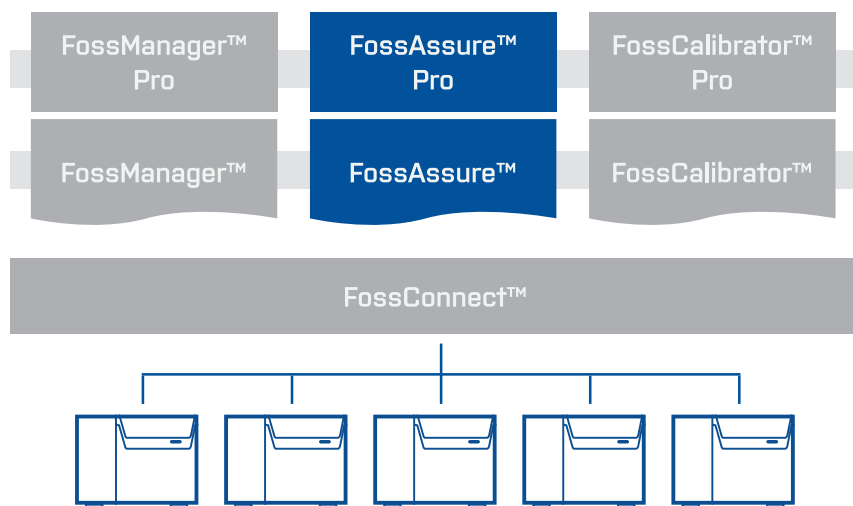 FossManager™
Pro
FossAssure™
Pro
FossCalibrator™
Pro
FossManager™
FossAssure™
FossCalibrator™
FossConnect™